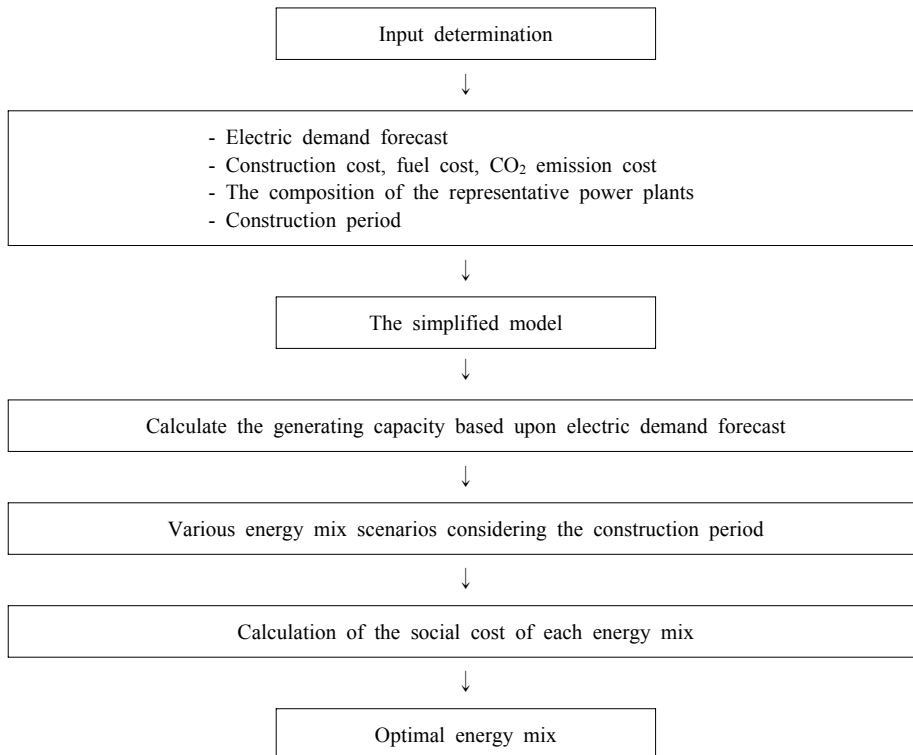 Input determination
↓
- Electric demand forecast
- Construction cost, fuel cost, CO₂ emission cost
- The composition of the representative power plants
- Construction period
↓
The simplified model
↓
Calculate the generating capacity based upon electric demand forecast
↓
Various energy mix scenarios considering the construction period
↓
Calculation of the social cost of each energy mix
↓
Optimal energy mix